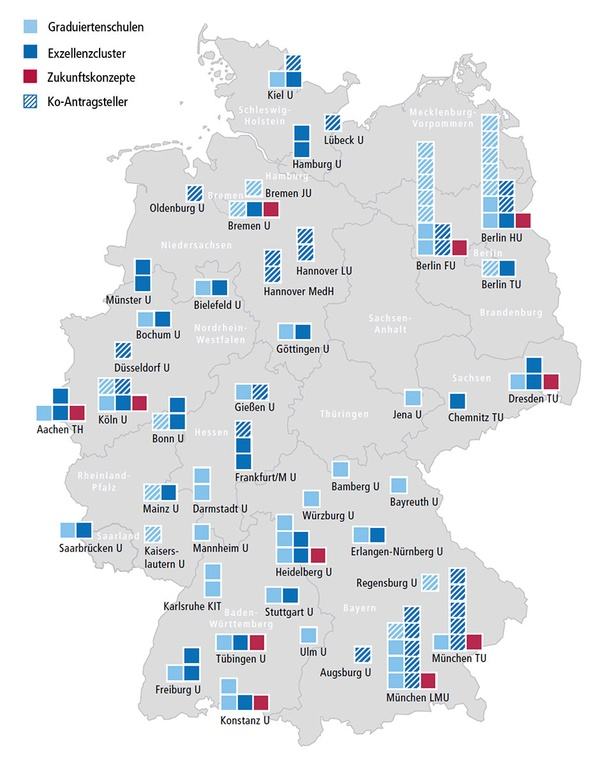 Graduiertenschulen
Exzellenzcluster
Zukunftskonzepte
Ko-Antragsteller
Kiel U
Schleswig-
Holstein
Mecklenburg-
Vorpommern
Lübeck U
Hamburg U
Hamburg
Bremen JU
Bremen
Oldenburg U
Bremen U
Berlin HU
Niedersachsen
Hannover LU
Berlin FU
Berlin
Berlin TU
Hannover MedH
Münster U
Bielefeld U
Brandenburg
Sachsen-
Anhalt
Bochum U
Nordrhein-
Westfalen
Göttingen U
Düsseldorf U
Sachsen
Dresden TU
Gießen U
Jena U
Chemnitz TU
Thüringen
Aachen TH
Köln U
Bonn U
Hessen
Frankfurt/M U
Rheinland-
Pfalz
Bamberg U
Bayreuth U
Mainz U
Darmstadt U
Würzburg U
Saarland
Saarbrücken U
Kaisers-
lautern U
Mannheim U
Erlangen-Nürnberg U
Heidelberg U
Regensburg U
Karlsruhe KIT
Stuttgart U
Baden-
Württemberg
Bayern
Tübingen U
Ulm U
München TU
Augsburg U
Freiburg U
München LMU
Konstanz U